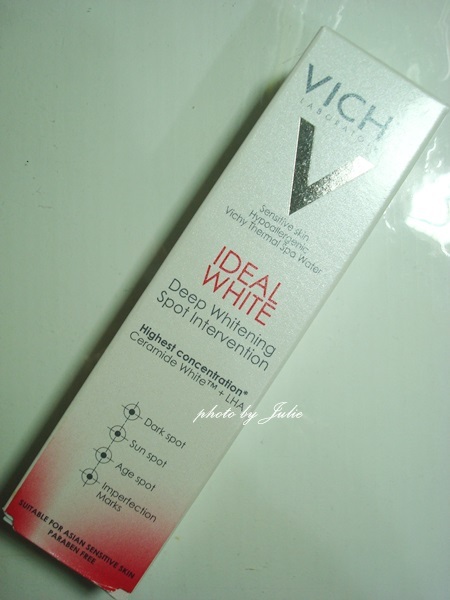 VICH
LABORATOIR
Sensitive skin
Hypoallergenic
Vichy Thermal Spa Water
IDEAL
WHITE
Deep Whitening
Spot Intervention
Highest concentration*
Ceramide White™ + LHA
photo by Julie
Dark spot
Sun spot
Age spot
Imperfection
Marks
SUITABLE FOR ASIAN SENSITIVE SKIN
PARABEN FREE